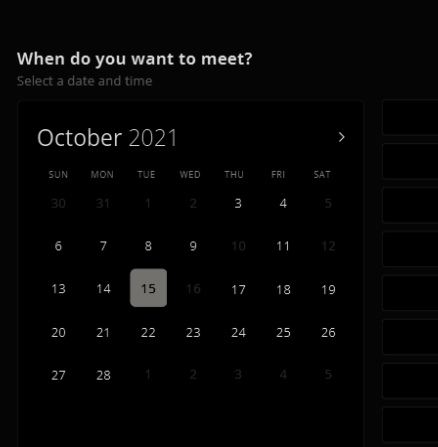 When do you want to meet?
Select a date and time
October 2021 >
SUN MON TUE WED THU FRI SAT
30 31 1 2 3 4 5
6 7 8 9 10 11 12
13 14 15 16 17 18 19
20 21 22 23 24 25 26
27 28 1 2 3 4 5